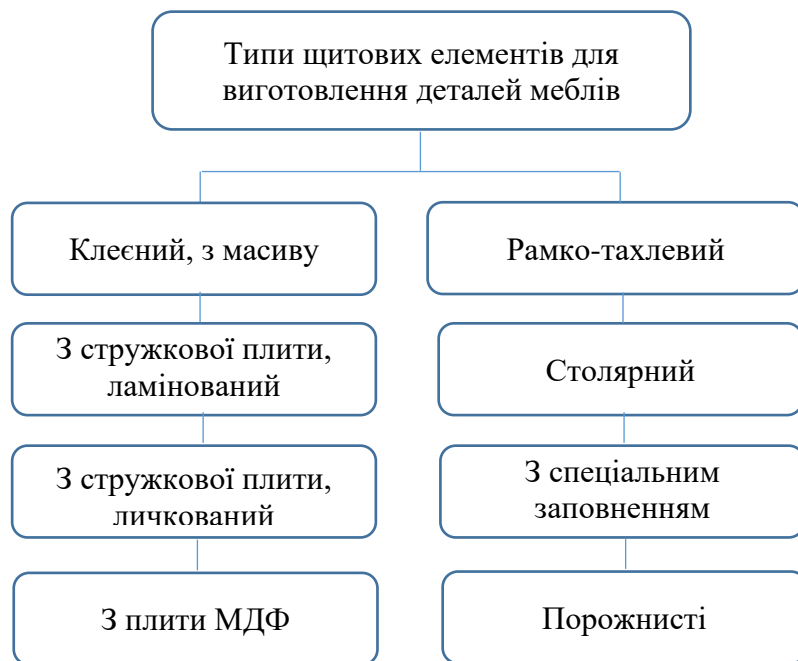 Типи щитових елементів для
виготовлення деталей меблів
Клеєний, з масиву
Рамко-тахлевий
З стружкової плити,
ламінований
Столярний
З стружкової плити,
личкований
З спеціальним
заповненням
З плити МДФ
Порожнисті